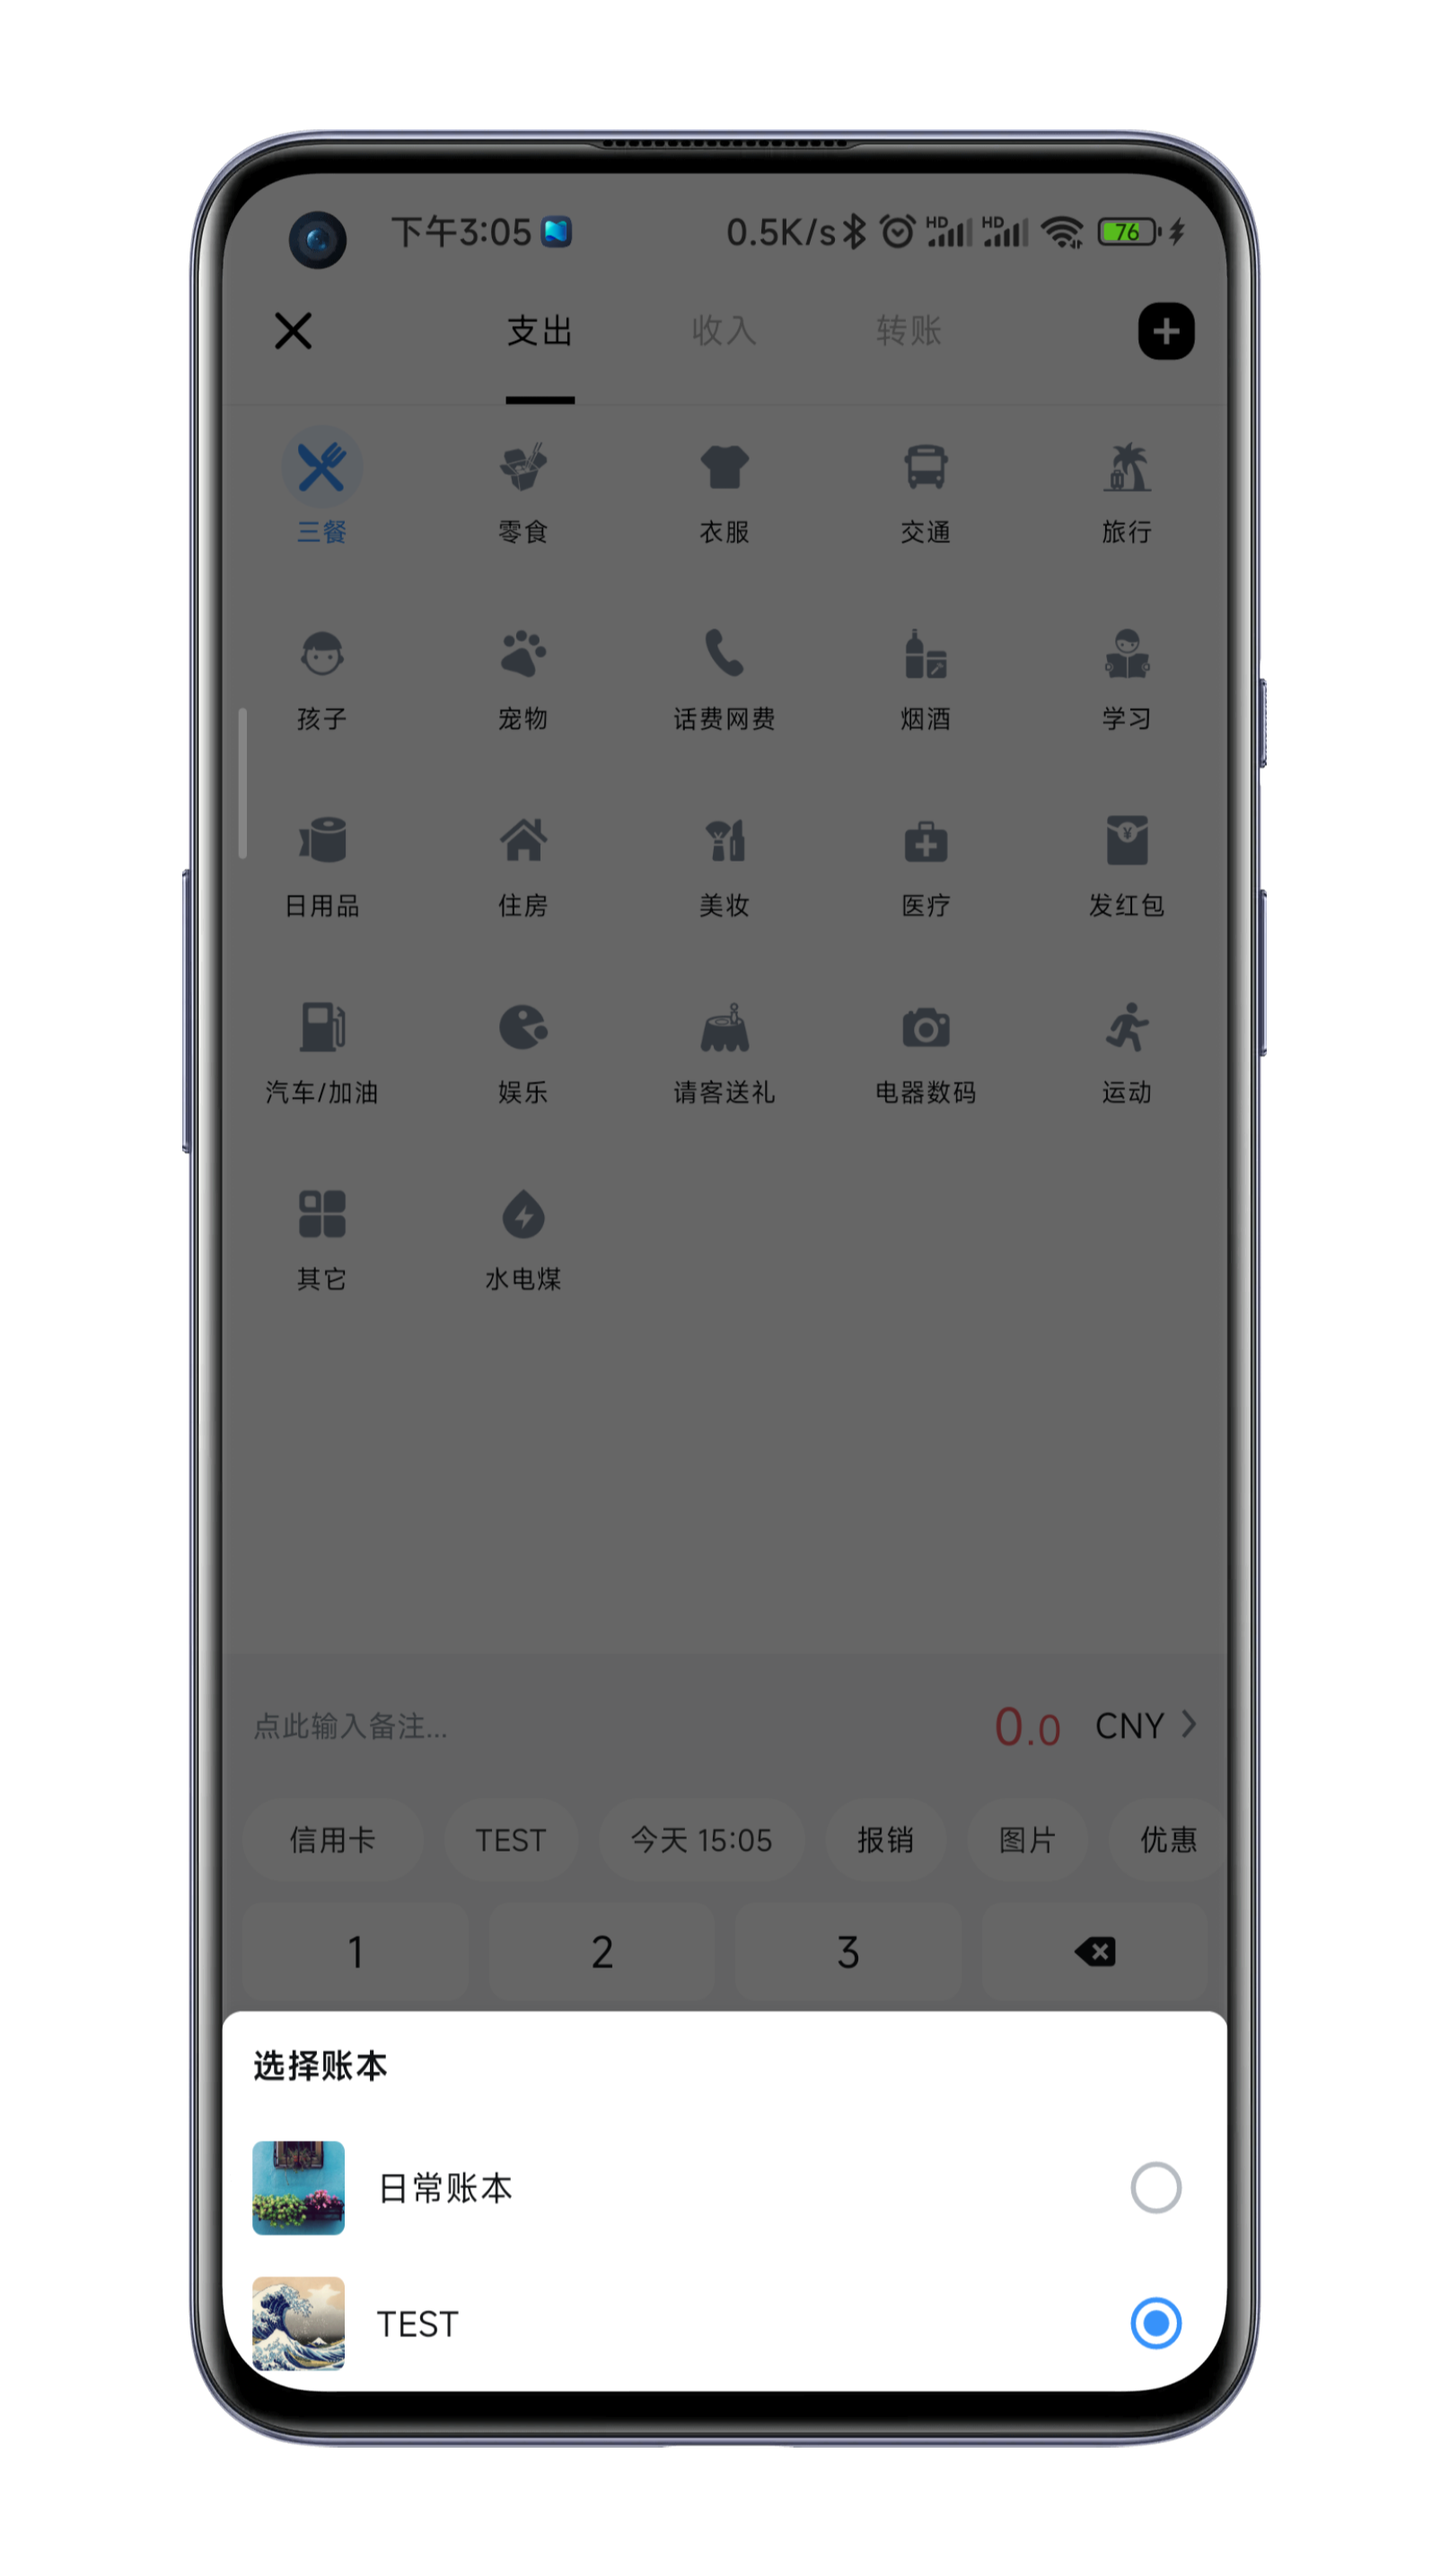 下午3:05 0.5K/s HD HD 76
支出 收入 转账
三餐 零食 衣服 交通 旅行
孩子 宠物 话费网费 烟酒 学习
日用品 住房 美妆 医疗 发红包
汽车/加油 娱乐 请客送礼 电器数码 运动
其它 水电煤
点此输入备注... 0.0 CNY
信用卡 TEST 今天 15:05 报销 图片 优惠
1 2 3
选择账本
日常账本
TEST